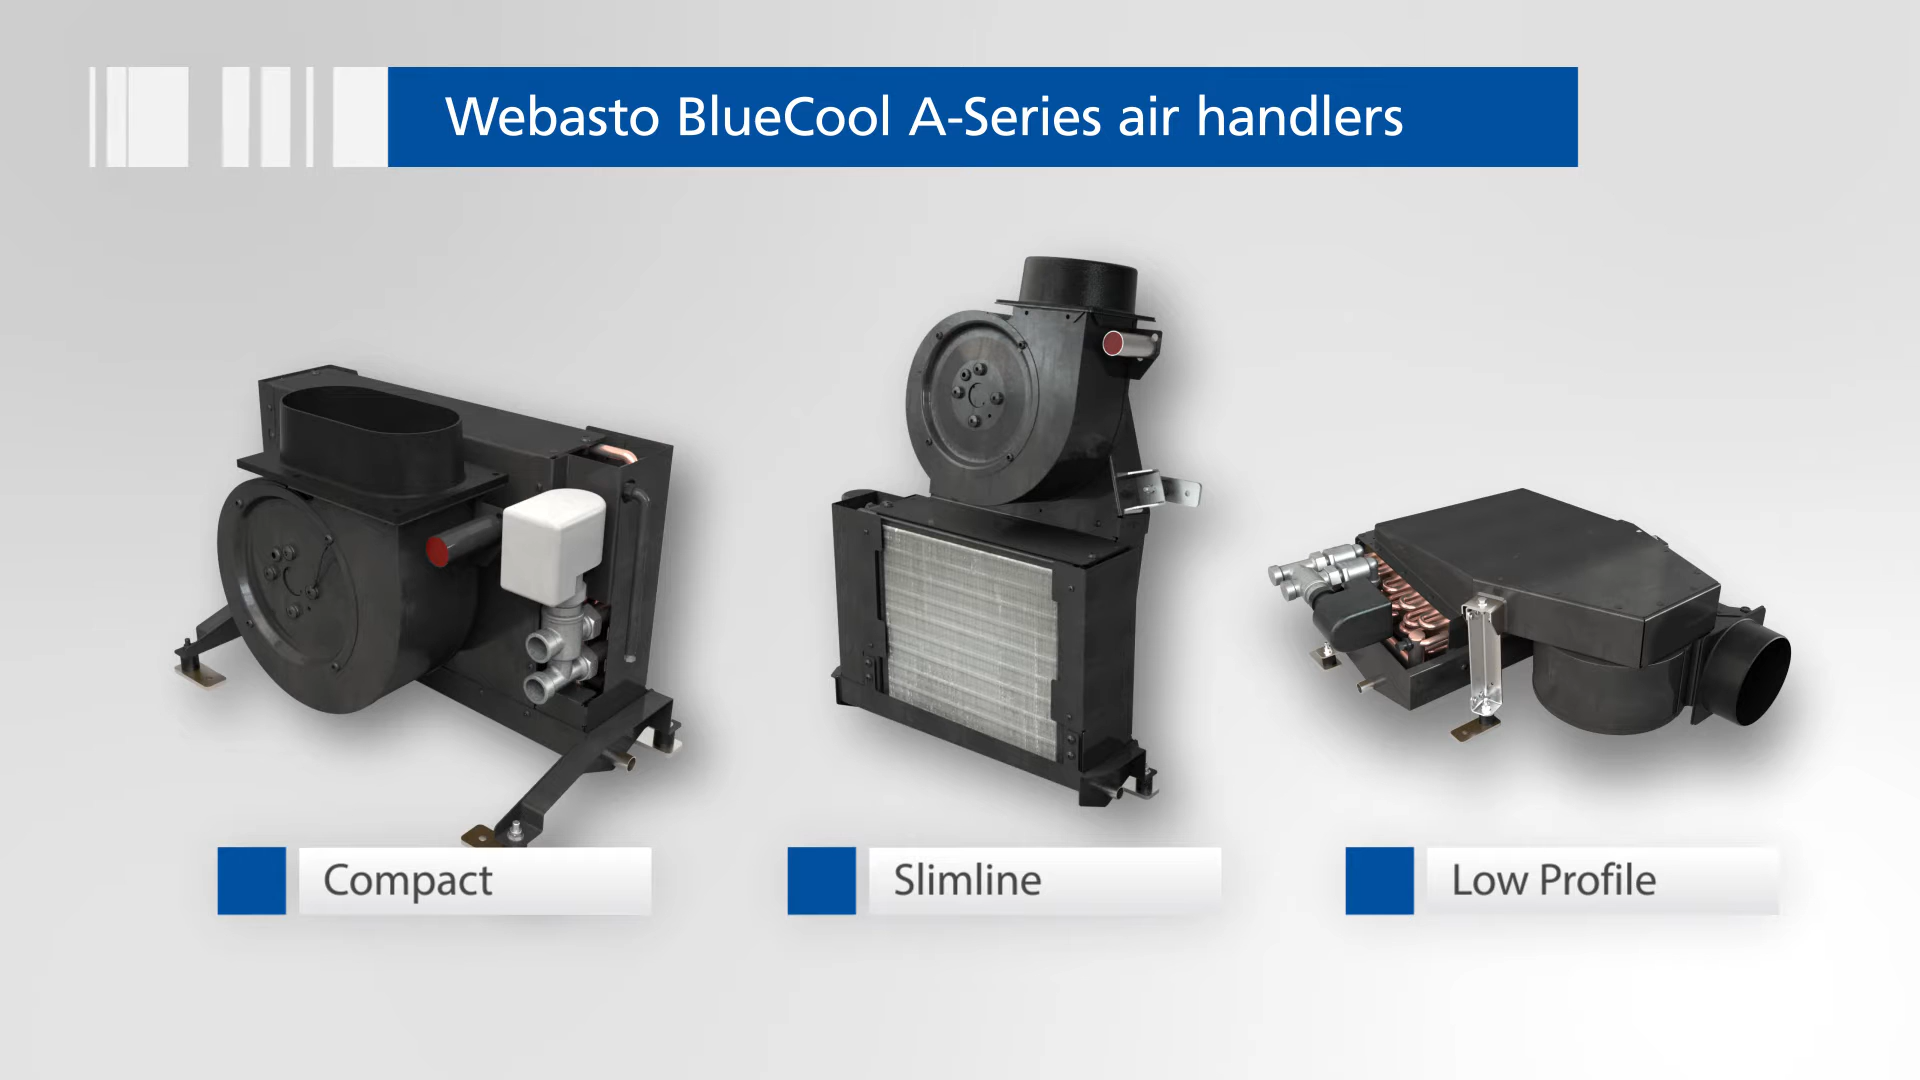 Webasto BlueCool A-Series air handlers
Compact
Slimline
Low Profile